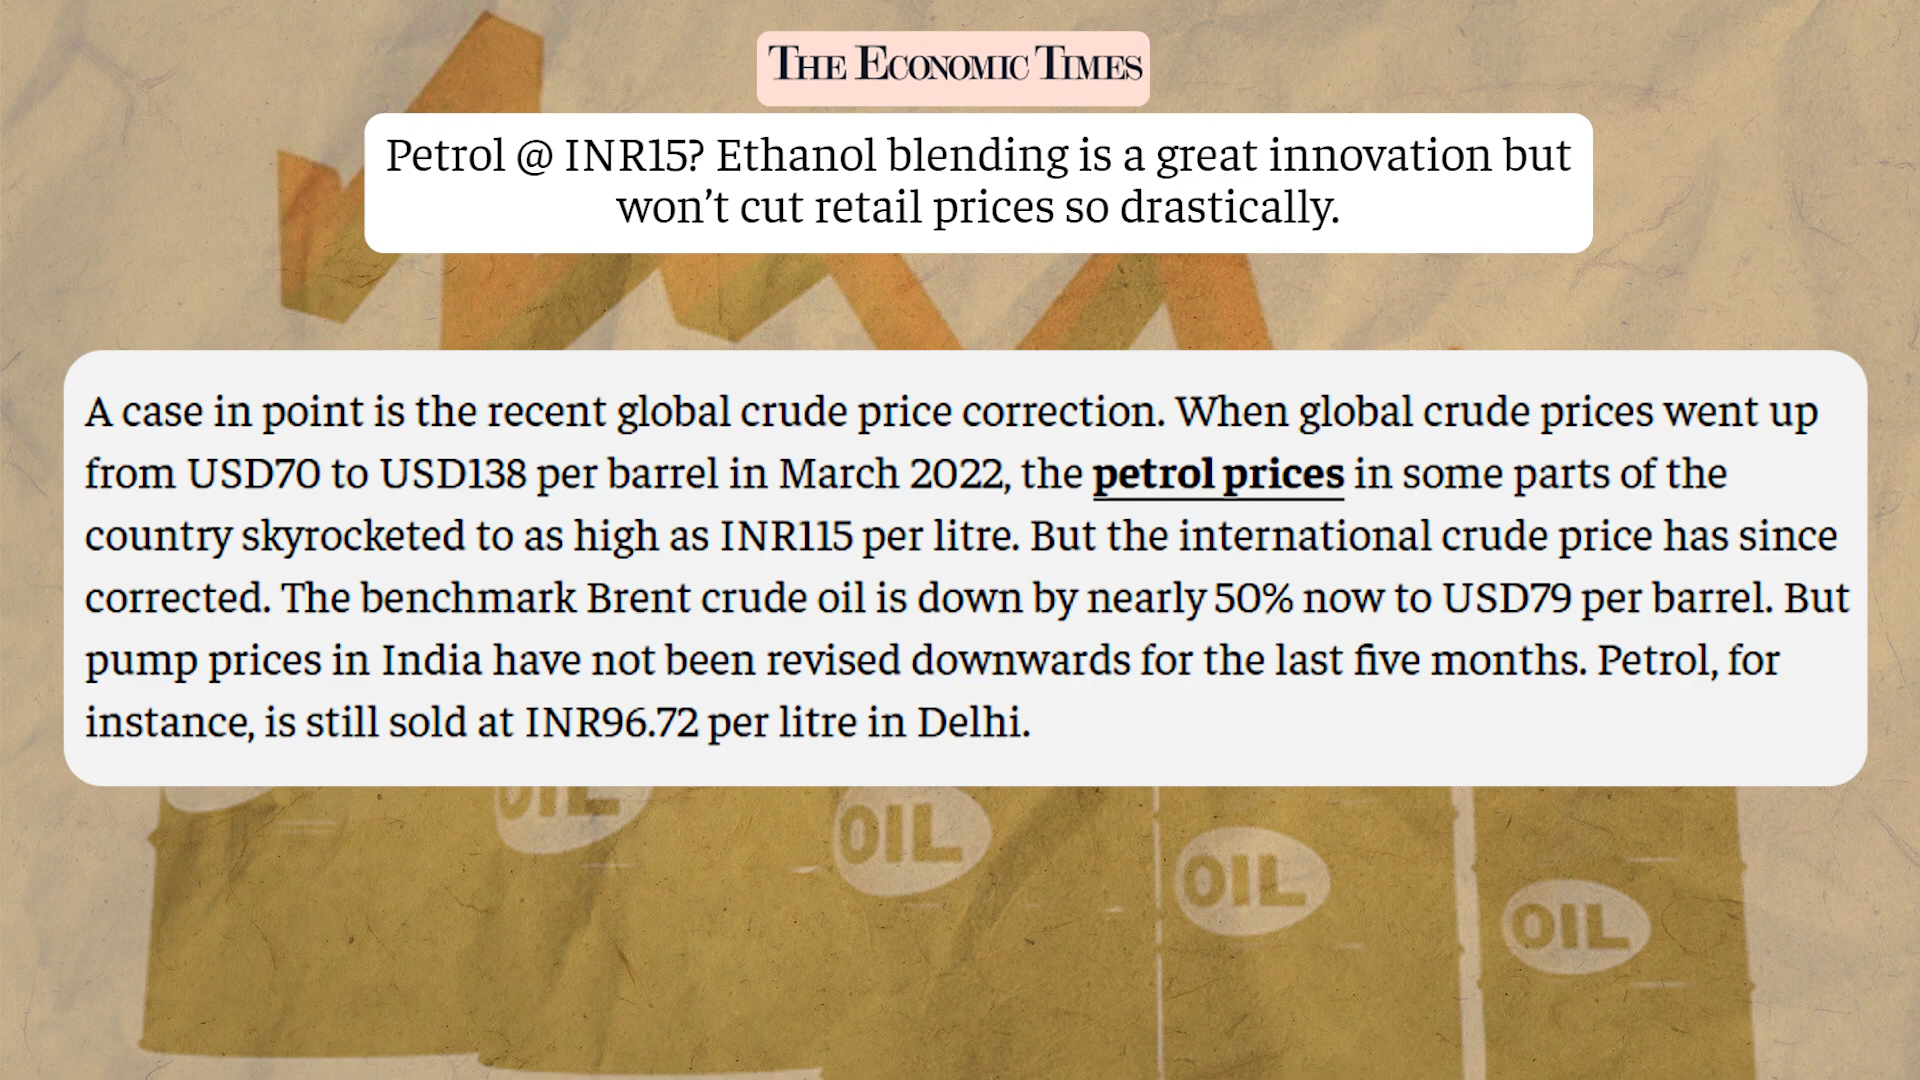 THE ECONOMIC TIMES
Petrol @ INR15? Ethanol blending is a great innovation but
won't cut retail prices so drastically.
A case in point is the recent global crude price correction. When global crude prices went up
from USD70 to USD138 per barrel in March 2022, the petrol prices in some parts of the
country skyrocketed to as high as INR115 per litre. But the international crude price has since
corrected. The benchmark Brent crude oil is down by nearly 50% now to USD79 per barrel. But
pump prices in India have not been revised downwards for the last five months. Petrol, for
instance, is still sold at INR96.72 per litre in Delhi.
OIL
OIL
OIL
OIL